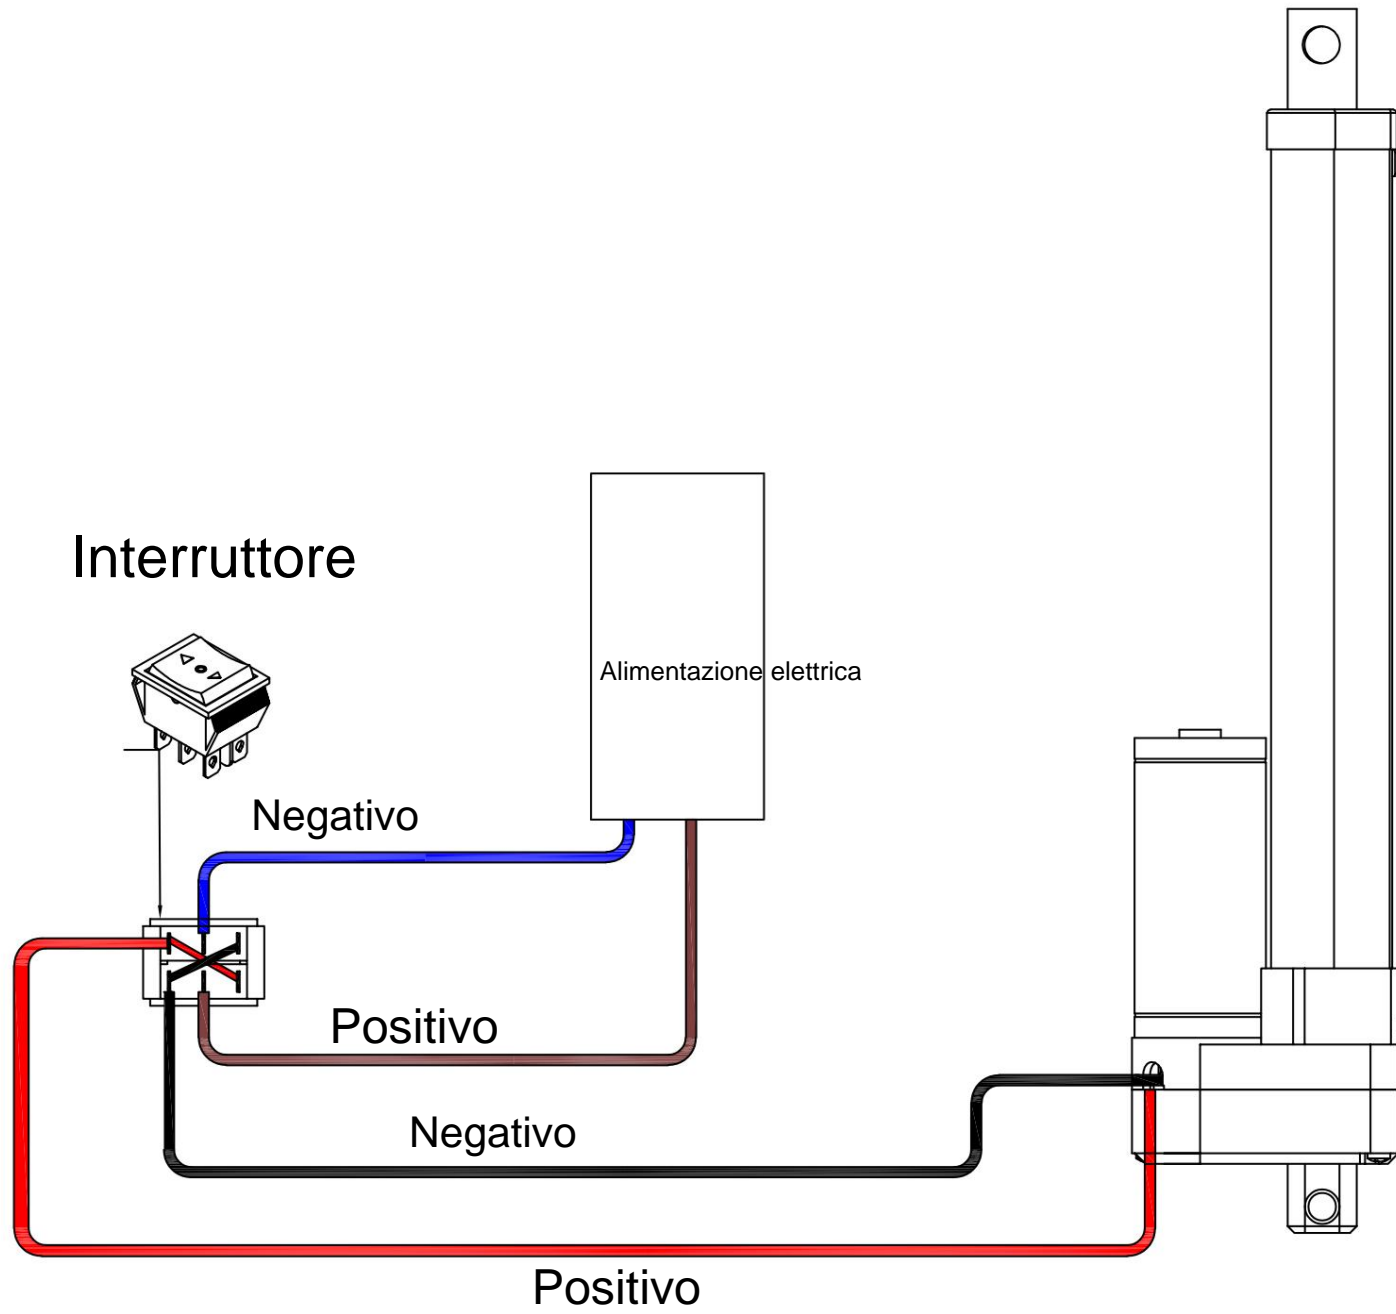 Interruttore
Alimentazione elettrica
Negativo
Positivo
Negativo
Positivo